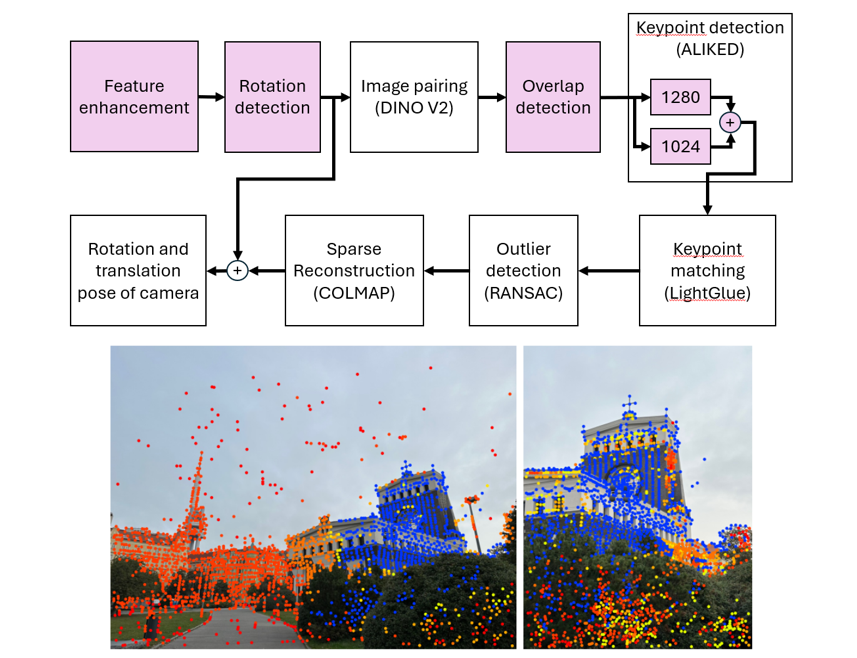 Keypoint detection
(ALIKED)
Feature
enhancement
Rotation
detection
Image pairing
(DINO V2)
Overlap
detection
1280
+
1024
Rotation and
translation
pose of camera
+
Sparse
Reconstruction
(COLMAP)
Outlier
detection
(RANSAC)
Keypoint
matching
(LightGlue)